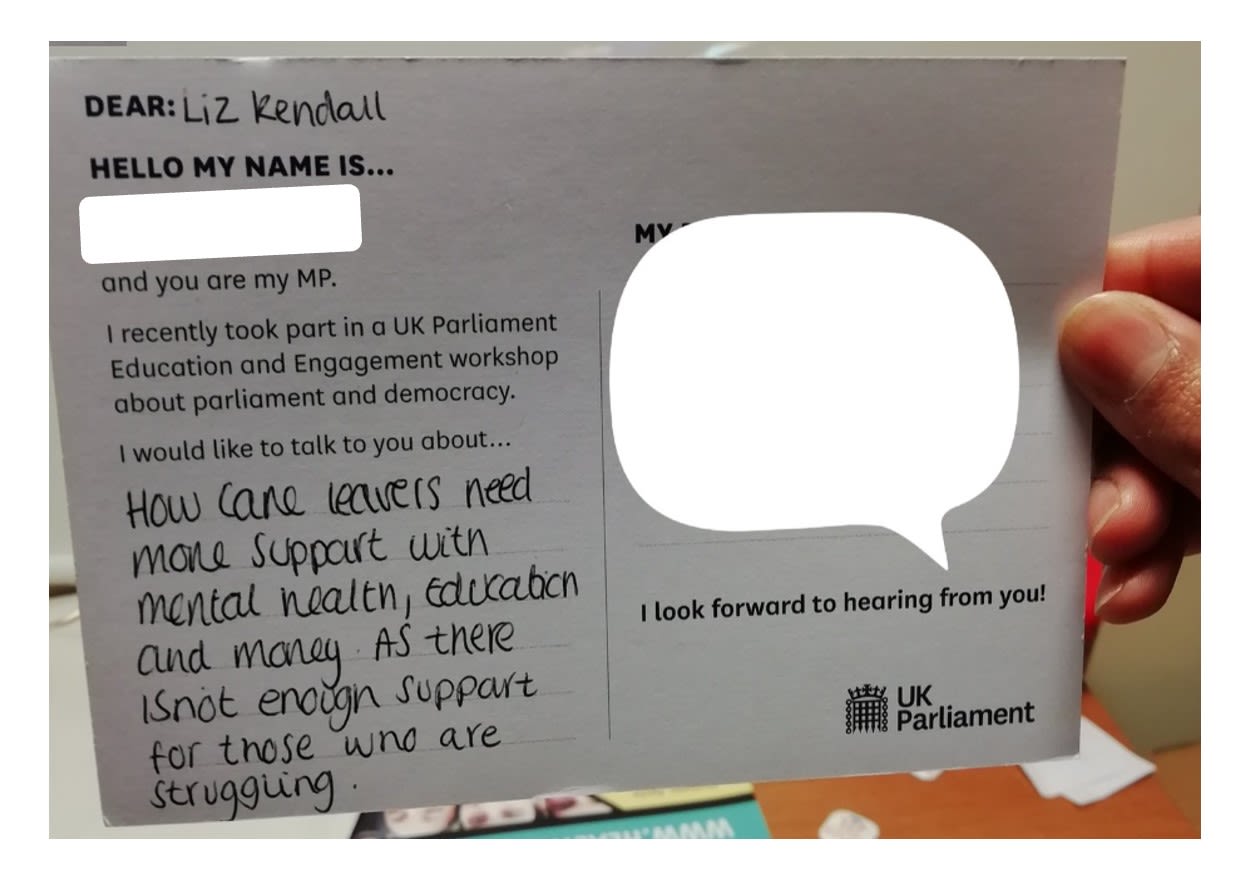 DEAR: Liz Kendall
HELLO MY NAME IS...
and you are my MP.
I recently took part in a UK Parliament
Education and Engagement workshop
about parliament and democracy.
I would like to talk to you about...
How care leavers need
more support with
mental health, Education
and money. As there
is not enough support
for those who are
struggling.
MY
I look forward to hearing from you!
UK
Parliament